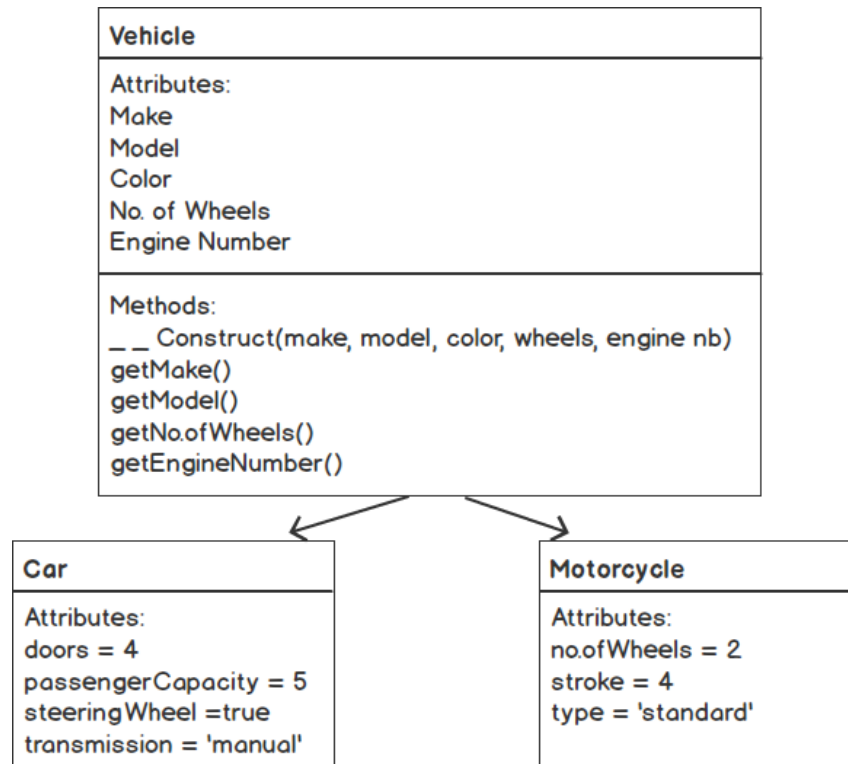 Vehicle
Attributes:
Make
Model
Color
No. of Wheels
Engine Number
Methods:
_ _ Construct(make, model, color, wheels, engine nb)
getMake()
getModel()
getNo.ofWheels()
getEngineNumber()
Car
Attributes:
doors = 4
passengerCapacity = 5
steeringWheel =true
transmission = 'manual'
Motorcycle
Attributes:
no.ofWheels = 2
stroke = 4
type = 'standard'